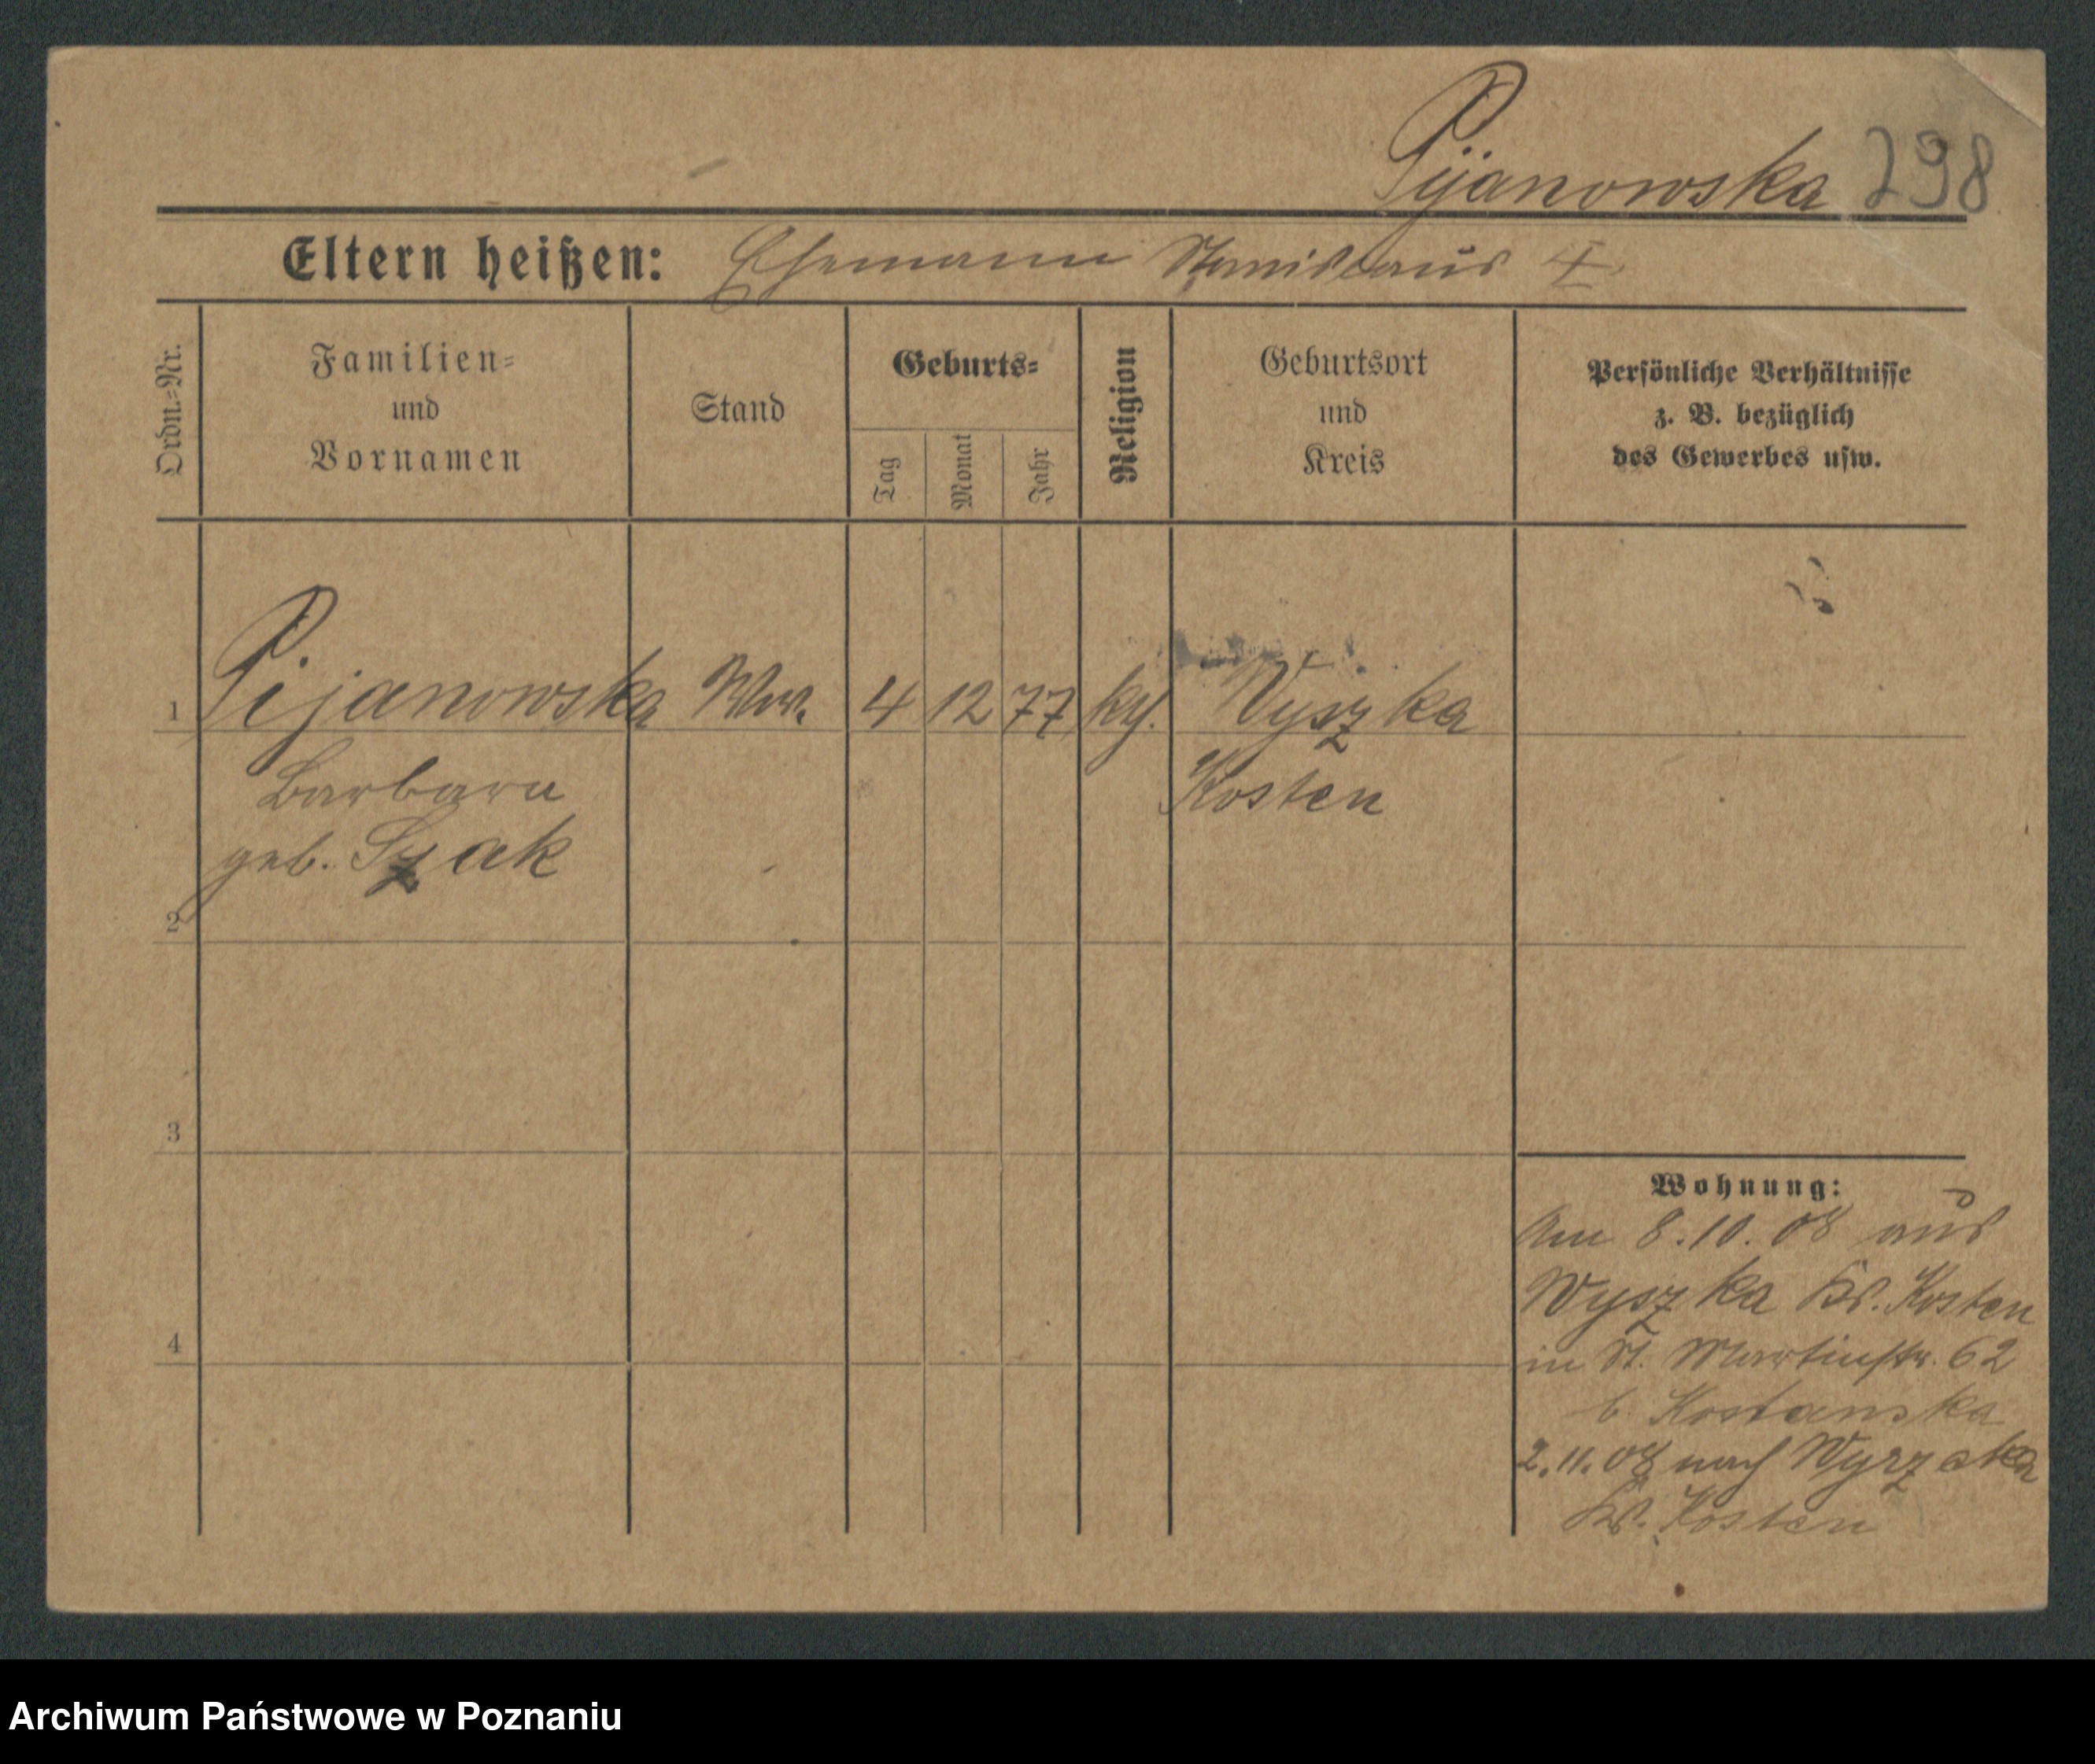 Pijanowska 298
Eltern heißen: Ehemann Stanislaus †
Ordn.-Nr.
Familien-
und
Vornamen
Stand
Geburts-
Tag
Monat
Jahr
Religion
Geburtsort
und
Kreis
Persönliche Verhältnisse
z. B. bezüglich
des Gewerbes usw.
1 Pijanowska Ww. 4 12 77 kath. Wyszka
Barbara Kosten
geb. Szak
2
3
4
Wohnung:
Am 8.10.08 aus
Wyszka Kr. Kosten
in St. Martinstr. 62
b. Kostanska
2.11.08 nach
Kr. Kosten
Archiwum Państwowe w Poznaniu